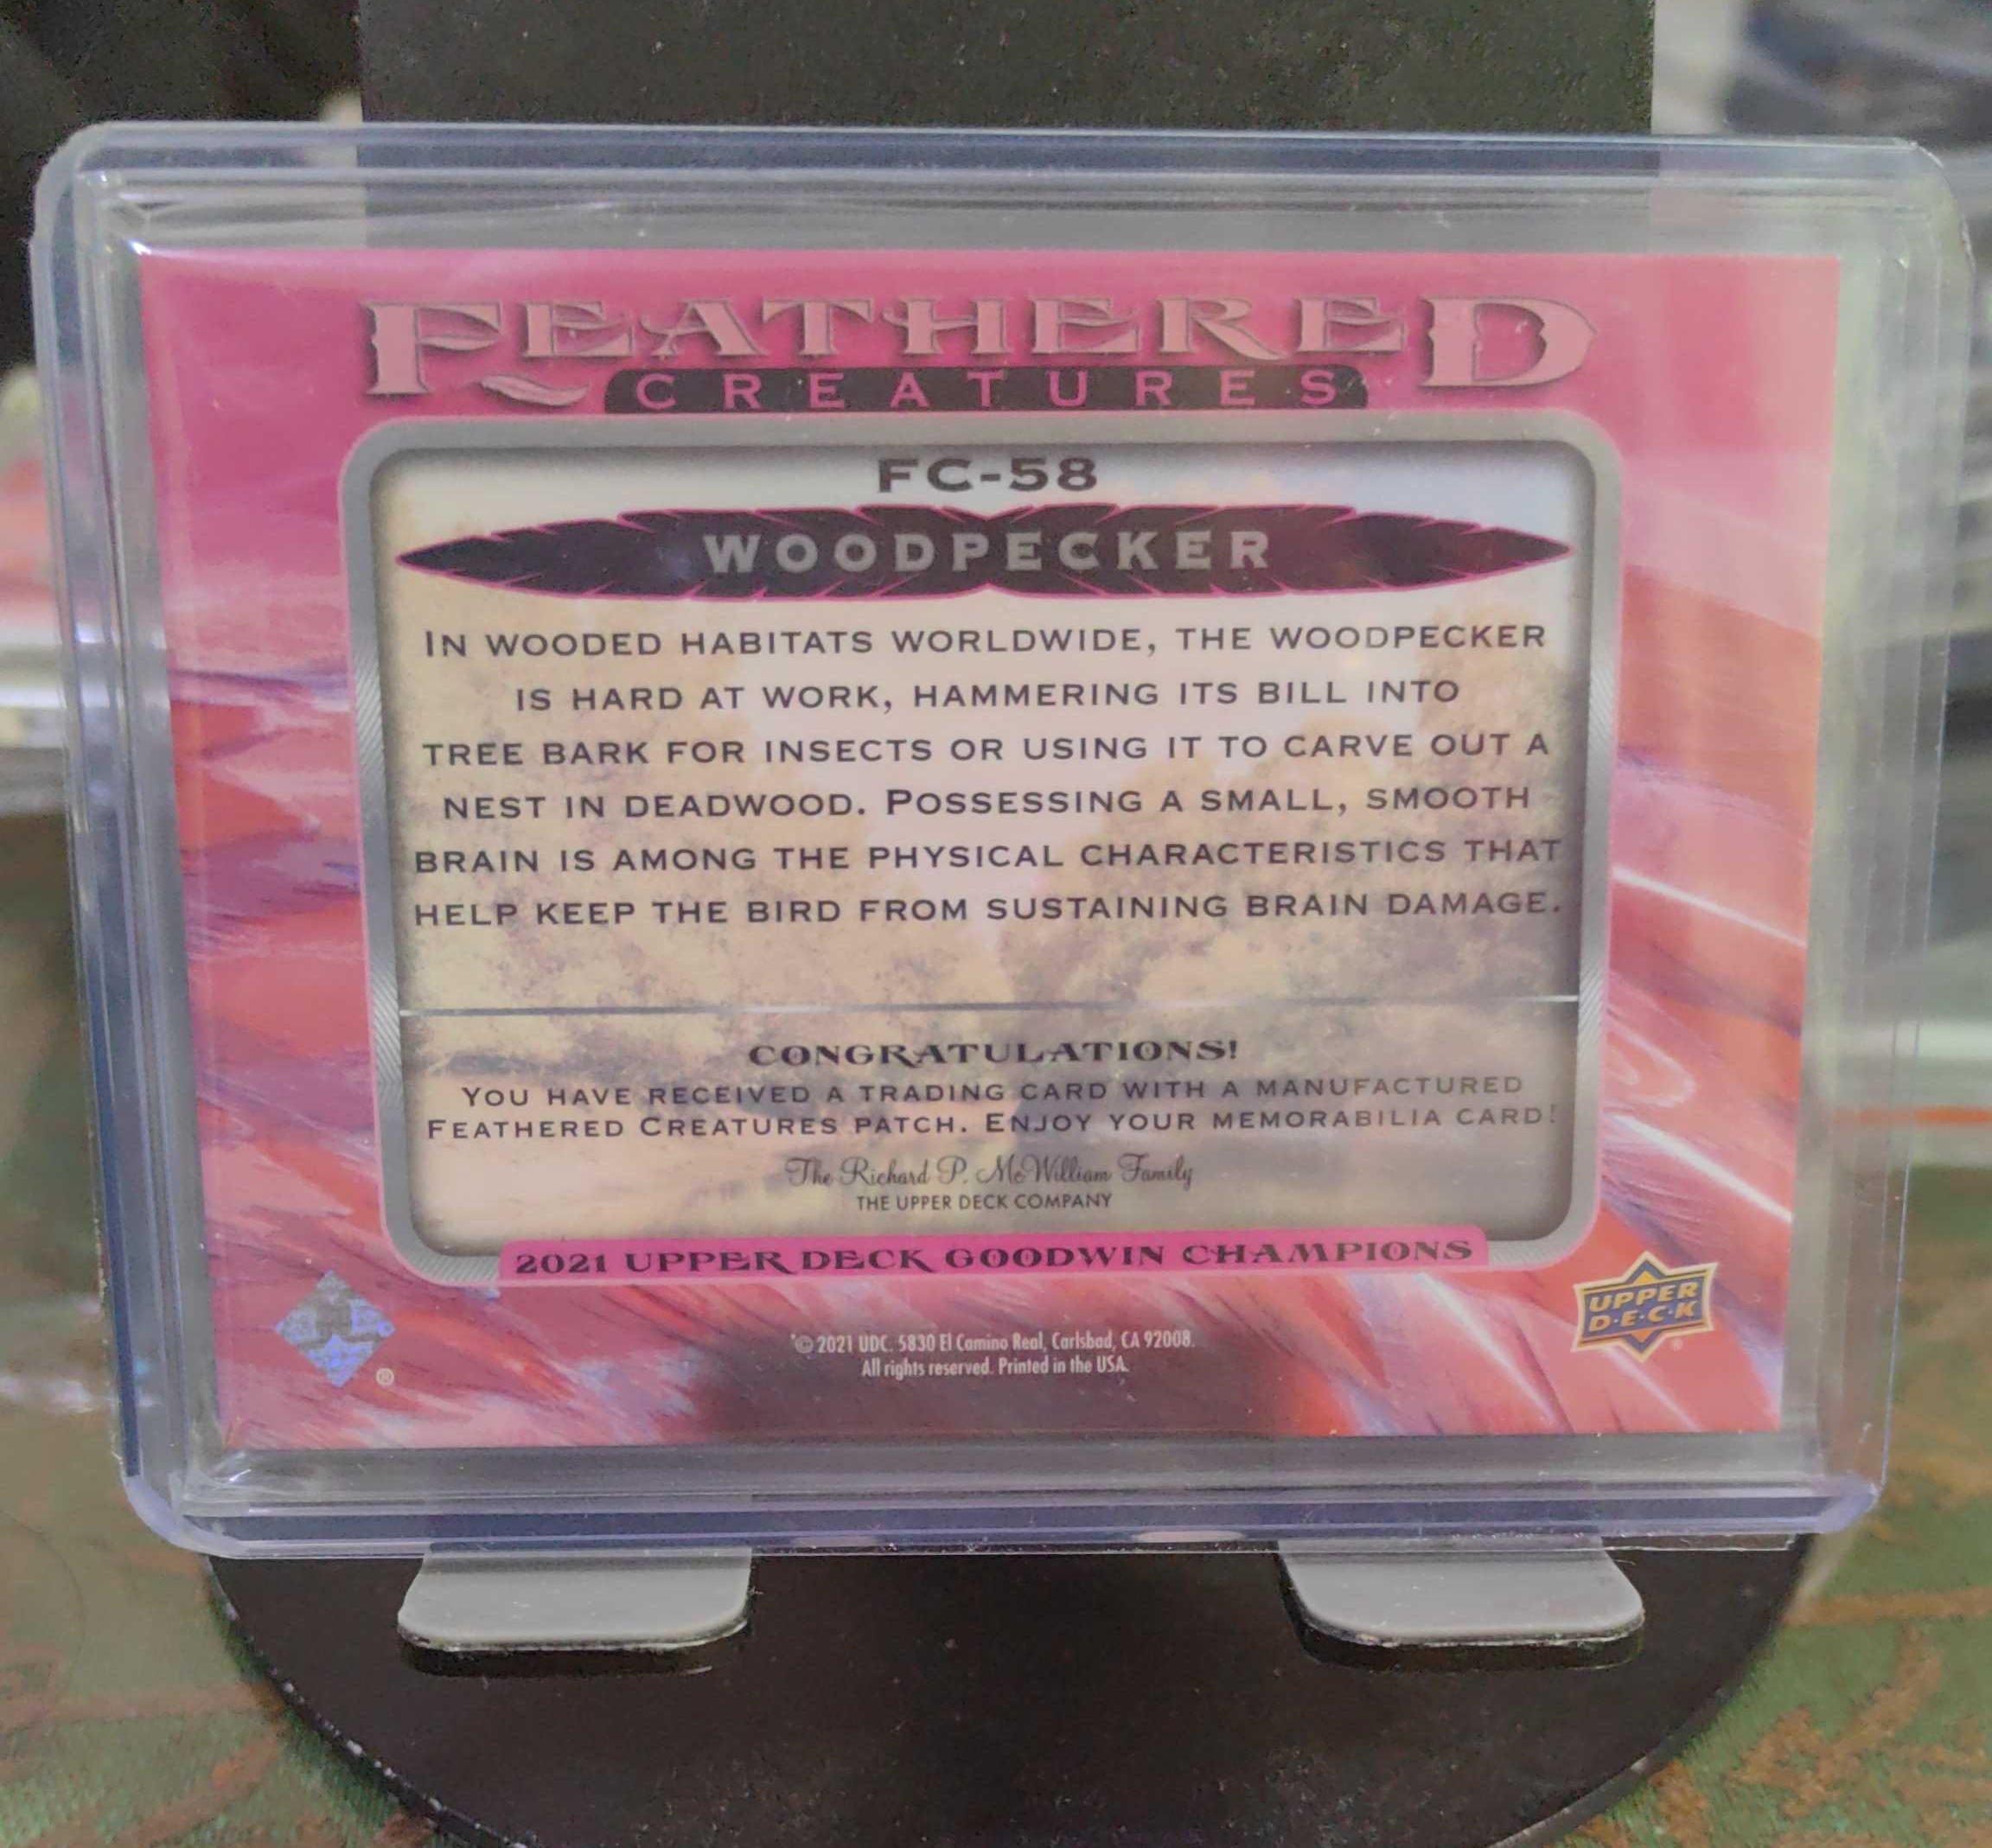 FEATHERED
CREATURES
FC-58
WOODPECKER
IN WOODED HABITATS WORLDWIDE, THE WOODPECKER
IS HARD AT WORK, HAMMERING ITS BILL INTO
TREE BARK FOR INSECTS OR USING IT TO CARVE OUT A
NEST IN DEADWOOD. POSSESSING A SMALL, SMOOTH
BRAIN IS AMONG THE PHYSICAL CHARACTERISTICS THAT
HELP KEEP THE BIRD FROM SUSTAINING BRAIN DAMAGE.
CONGRATULATIONS!
YOU HAVE RECEIVED A TRADING CARD WITH A MANUFACTURED
FEATHERED CREATURES PATCH. ENJOY YOUR MEMORABILIA CARD!
The Richard P. McWilliam Family
THE UPPER DECK COMPANY
2021 UPPER DECK GOODWIN CHAMPIONS
UPPER
D·E·C·K
®
© 2021 UDC. 5830 El Camino Real, Carlsbad, CA 92008.
All rights reserved. Printed in the USA.